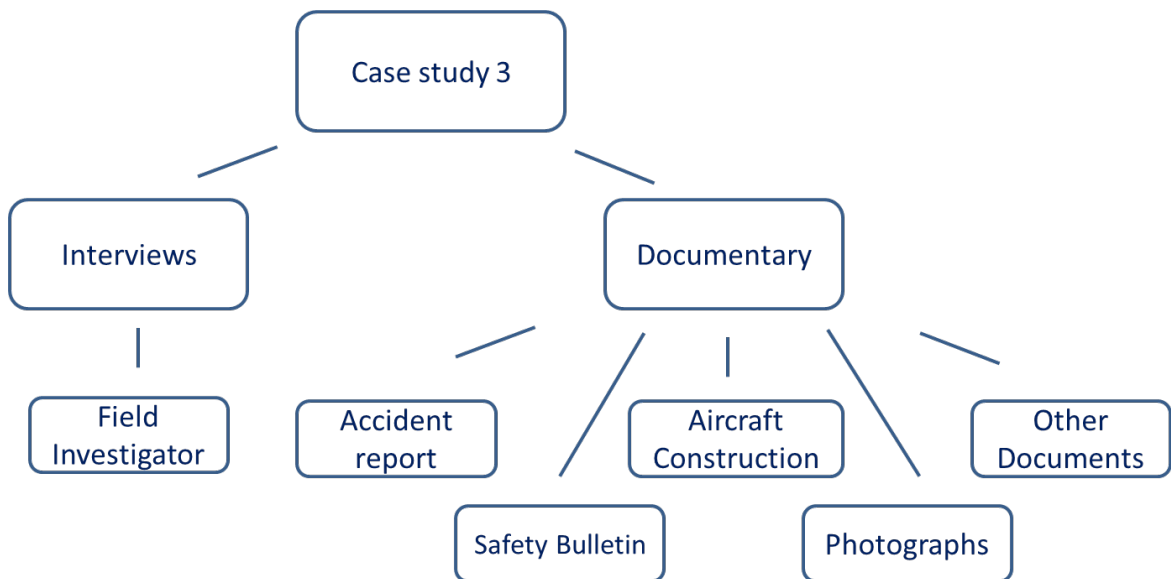 Case study 3
Interviews
Documentary
Field
Investigator
Accident
report
Aircraft
Construction
Other
Documents
Safety Bulletin
Photographs